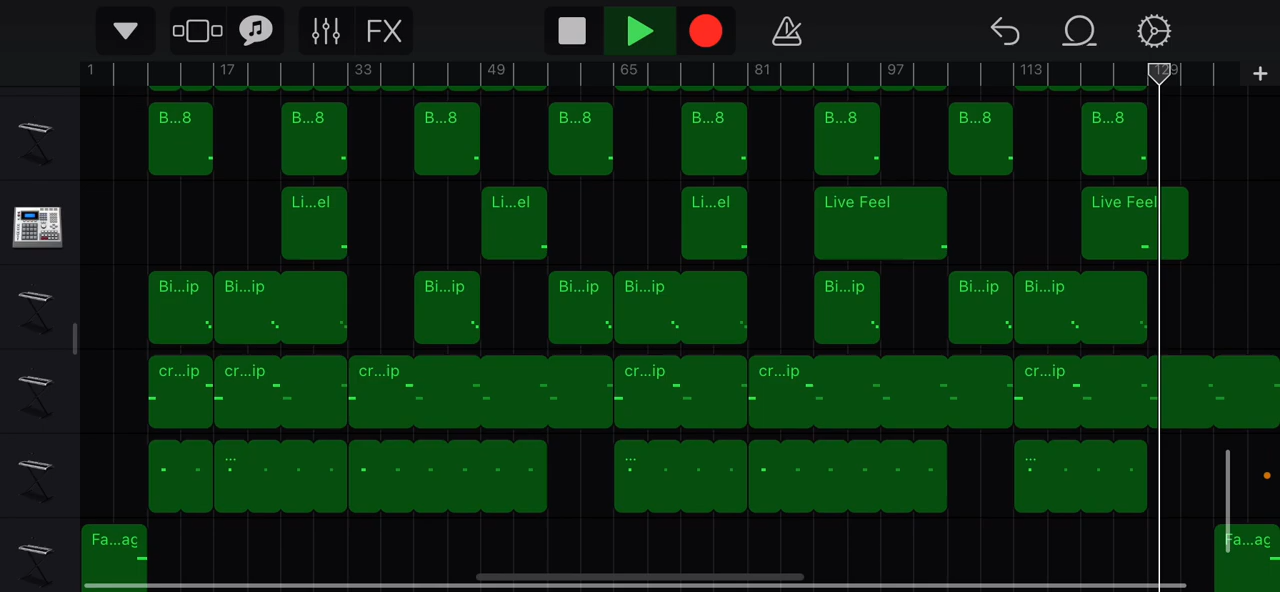 FX
1 17 33 49 65 81 97 113 129 +
B...8 B...8 B...8 B...8 B...8 B...8 B...8 B...8
Li...el Li...el Li...el Live Feel Live Feel
Bi...ip Bi...ip Bi...ip Bi...ip Bi...ip Bi...ip Bi...ip Bi...ip
cr...ip cr...ip cr...ip cr...ip cr...ip cr...ip
... ... ...
Fa...ag Fa...ag